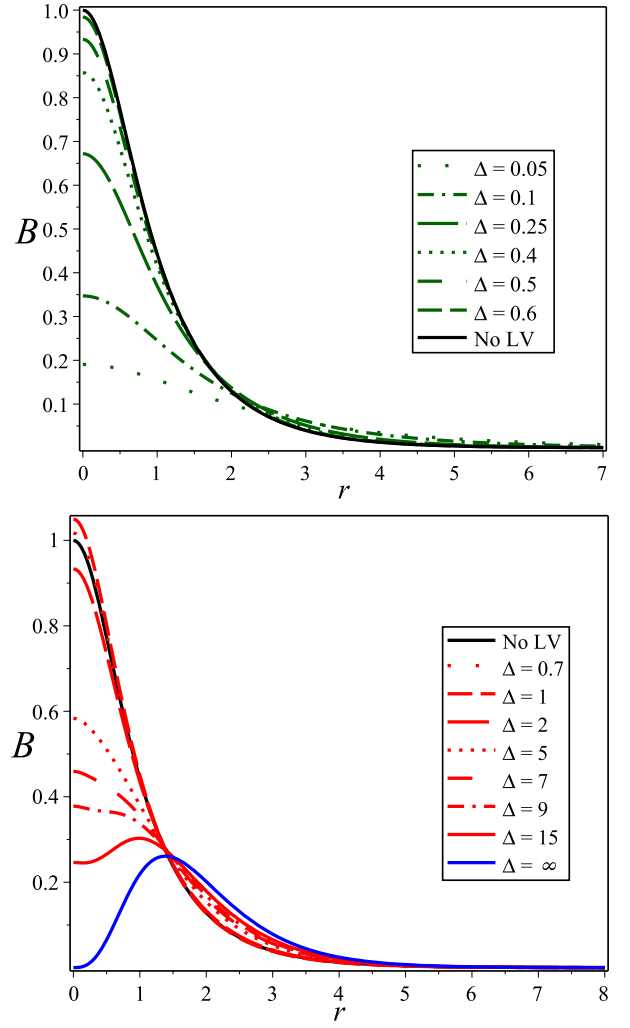 1.0
0.9
0.8
0.7
0.6
0.5
0.4
0.3
0.2
0.1
B
Δ = 0.05
Δ = 0.1
Δ = 0.25
Δ = 0.4
Δ = 0.5
Δ = 0.6
No LV
0 1 2 3 4 5 6 7
r
1
0.8
0.6
0.4
0.2
B
No LV
Δ = 0.7
Δ = 1
Δ = 2
Δ = 5
Δ = 7
Δ = 9
Δ = 15
Δ = ∞
0 1 2 3 4 5 6 7 8
r